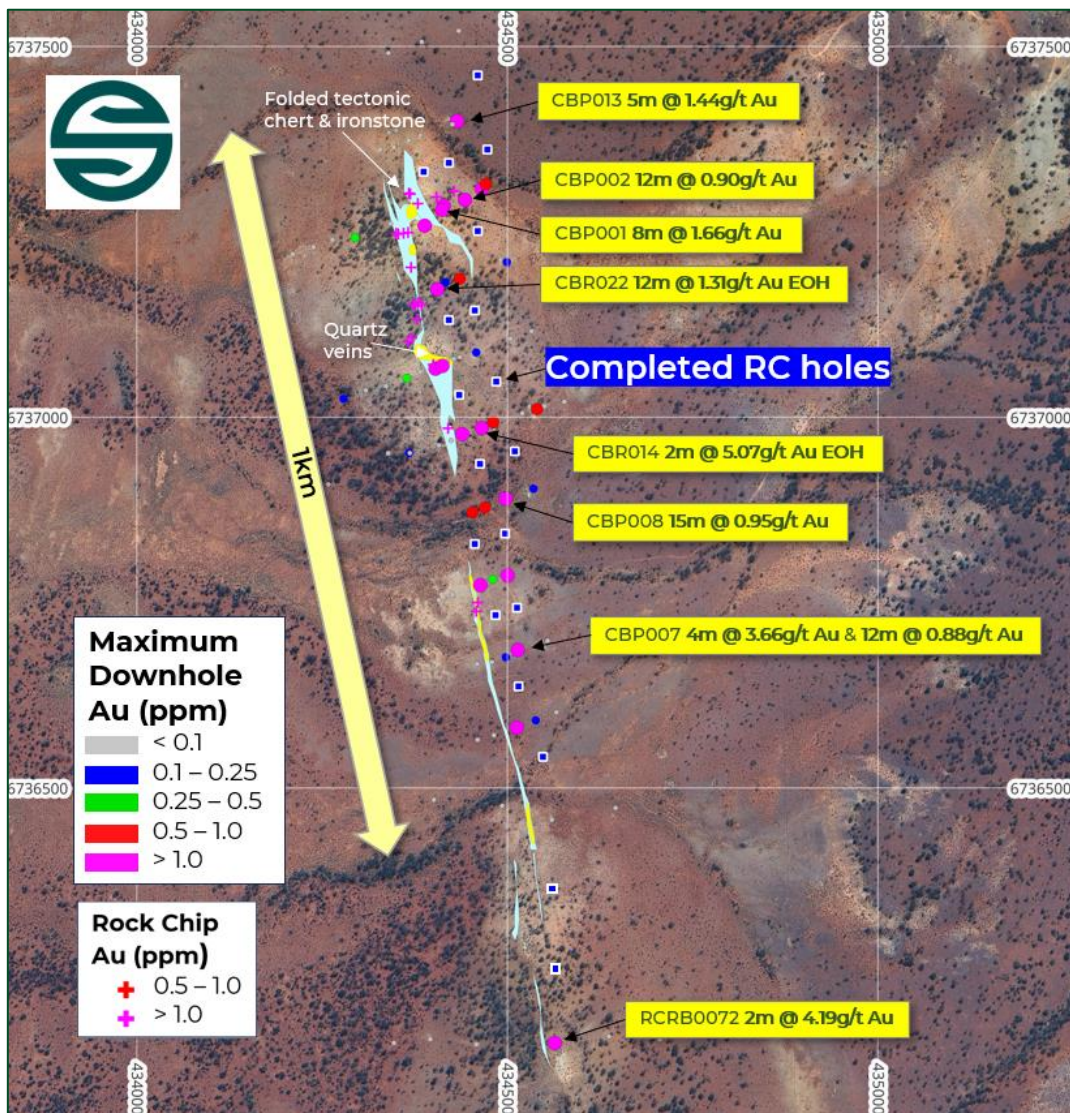 434000
434500
435000
6737500
6737500
Folded tectonic
chert & ironstone
CBP013 5m @ 1.44g/t Au
CBP002 12m @ 0.90g/t Au
CBP001 8m @ 1.66g/t Au
CBR022 12m @ 1.31g/t Au EOH
Quartz
veins
Completed RC holes
6737000
6737000
1km
CBR014 2m @ 5.07g/t Au EOH
CBP008 15m @ 0.95g/t Au
CBP007 4m @ 3.66g/t Au & 12m @ 0.88g/t Au
Maximum
Downhole
Au (ppm)
< 0.1
0.1 – 0.25
0.25 – 0.5
0.5 – 1.0
> 1.0
6736500
6736500
Rock Chip
Au (ppm)
0.5 – 1.0
> 1.0
RCRB0072 2m @ 4.19g/t Au
434000
434500
435000